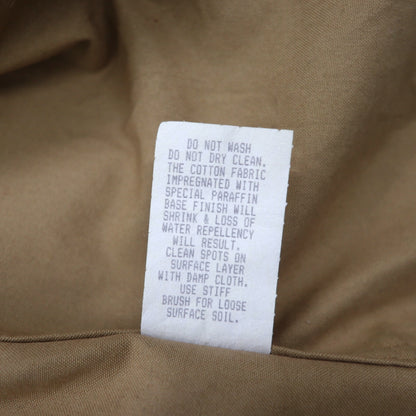 DO NOT WASH
DO NOT DRY CLEAN.
THE COTTON FABRIC
IMPREGNATED WITH
SPECIAL PARAFFIN
BASE FINISH WILL
SHRINK & LOSS OF
WATER REPELLENCY
WILL RESULT.
CLEAN SPOTS ON
SURFACE LAYER
WITH DAMP CLOTH.
USE STIFF
BRUSH FOR LOOSE
SURFACE SOIL.